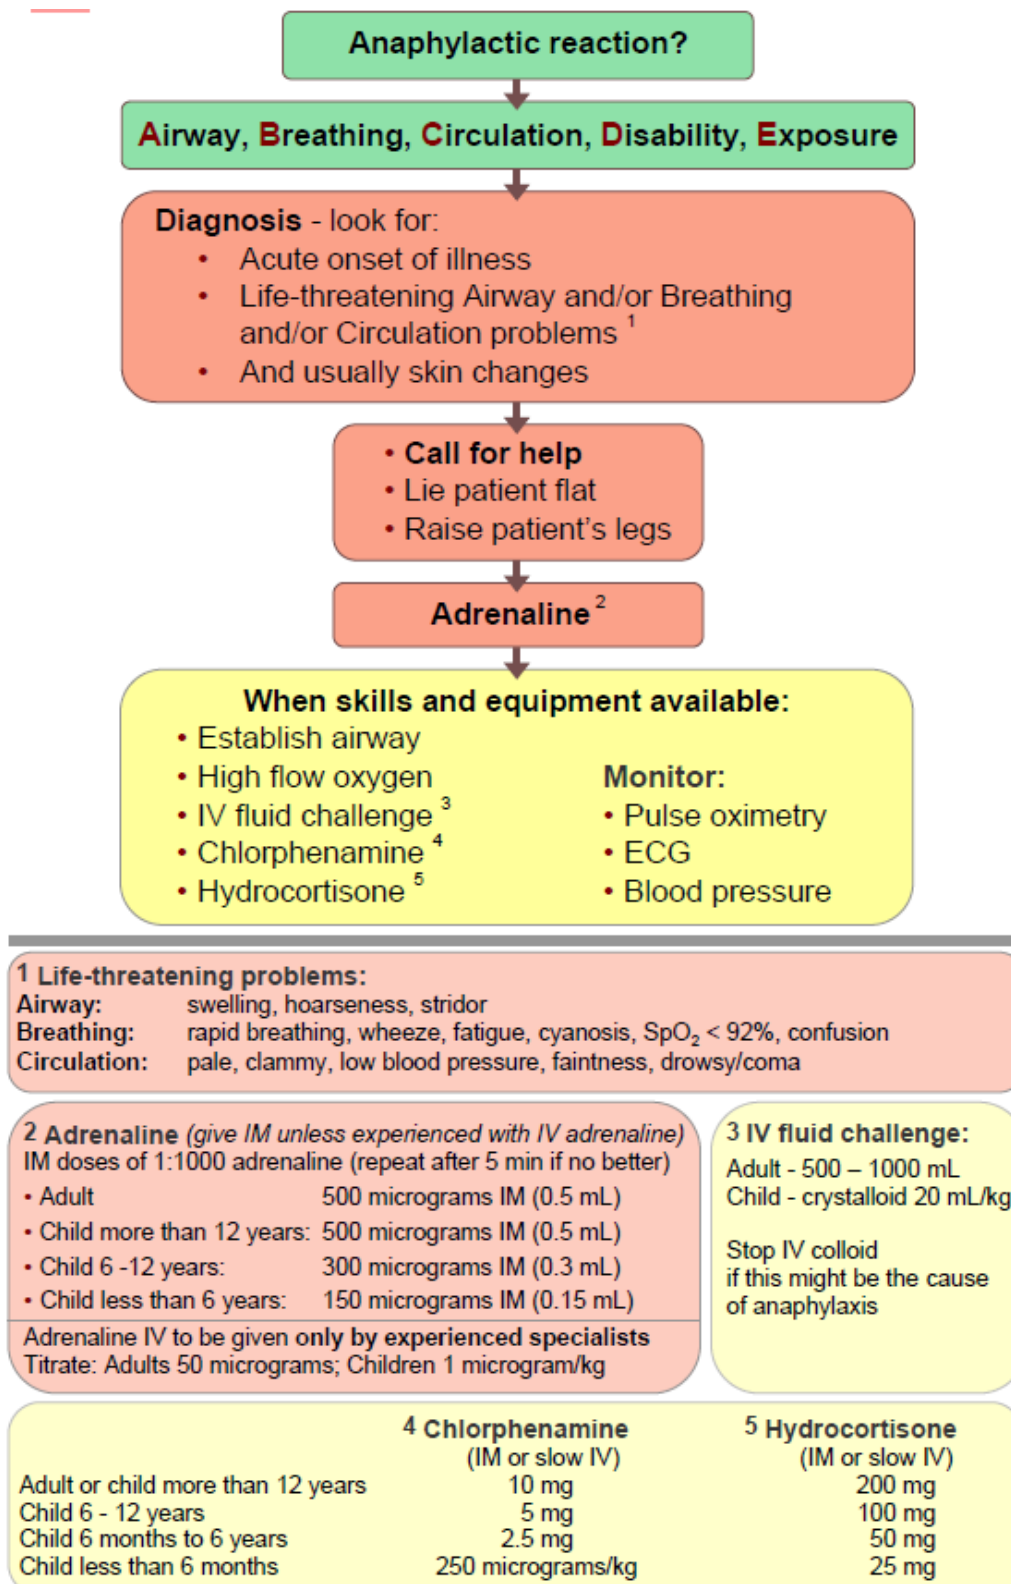 Anaphylactic reaction?
Airway, Breathing, Circulation, Disability, Exposure
Diagnosis - look for:
• Acute onset of illness
• Life-threatening Airway and/or Breathing
and/or Circulation problems 1
• And usually skin changes
• Call for help
• Lie patient flat
• Raise patient's legs
Adrenaline 2
When skills and equipment available:
• Establish airway
• High flow oxygen
• IV fluid challenge 3
• Chlorphenamine 4
• Hydrocortisone 5
Monitor:
• Pulse oximetry
• ECG
• Blood pressure
1 Life-threatening problems:
Airway: swelling, hoarseness, stridor
Breathing: rapid breathing, wheeze, fatigue, cyanosis, SpO2 < 92%, confusion
Circulation: pale, clammy, low blood pressure, faintness, drowsy/coma
2 Adrenaline (give IM unless experienced with IV adrenaline)
IM doses of 1:1000 adrenaline (repeat after 5 min if no better)
• Adult 500 micrograms IM (0.5 mL)
• Child more than 12 years: 500 micrograms IM (0.5 mL)
• Child 6 -12 years: 300 micrograms IM (0.3 mL)
• Child less than 6 years: 150 micrograms IM (0.15 mL)
Adrenaline IV to be given only by experienced specialists
Titrate: Adults 50 micrograms; Children 1 microgram/kg
3 IV fluid challenge:
Adult - 500 – 1000 mL
Child - crystalloid 20 mL/kg
Stop IV colloid
if this might be the cause
of anaphylaxis
4 Chlorphenamine 5 Hydrocortisone
(IM or slow IV) (IM or slow IV)
Adult or child more than 12 years 10 mg 200 mg
Child 6 - 12 years 5 mg 100 mg
Child 6 months to 6 years 2.5 mg 50 mg
Child less than 6 months 250 micrograms/kg 25 mg